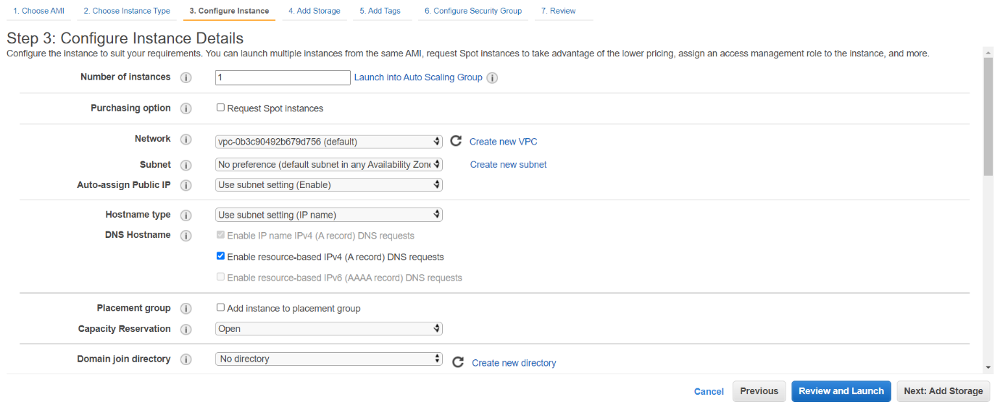 1. Choose AMI 2. Choose Instance Type 3. Configure Instance 4. Add Storage 5. Add Tags 6. Configure Security Group 7. Review
Step 3: Configure Instance Details
Configure the instance to suit your requirements. You can launch multiple instances from the same AMI, request Spot instances to take advantage of the lower pricing, assign an access management role to the instance, and more.
Number of instances 1 Launch into Auto Scaling Group
Purchasing option Request Spot instances
Network vpc-0b3c90492b679d756 (default) Create new VPC
Subnet No preference (default subnet in any Availability Zone Create new subnet
Auto-assign Public IP Use subnet setting (Enable)
Hostname type Use subnet setting (IP name)
DNS Hostname Enable IP name IPv4 (A record) DNS requests
Enable resource-based IPv4 (A record) DNS requests
Enable resource-based IPv6 (AAAA record) DNS requests
Placement group Add instance to placement group
Capacity Reservation Open
Domain join directory No directory Create new directory
Cancel Previous Review and Launch Next: Add Storage